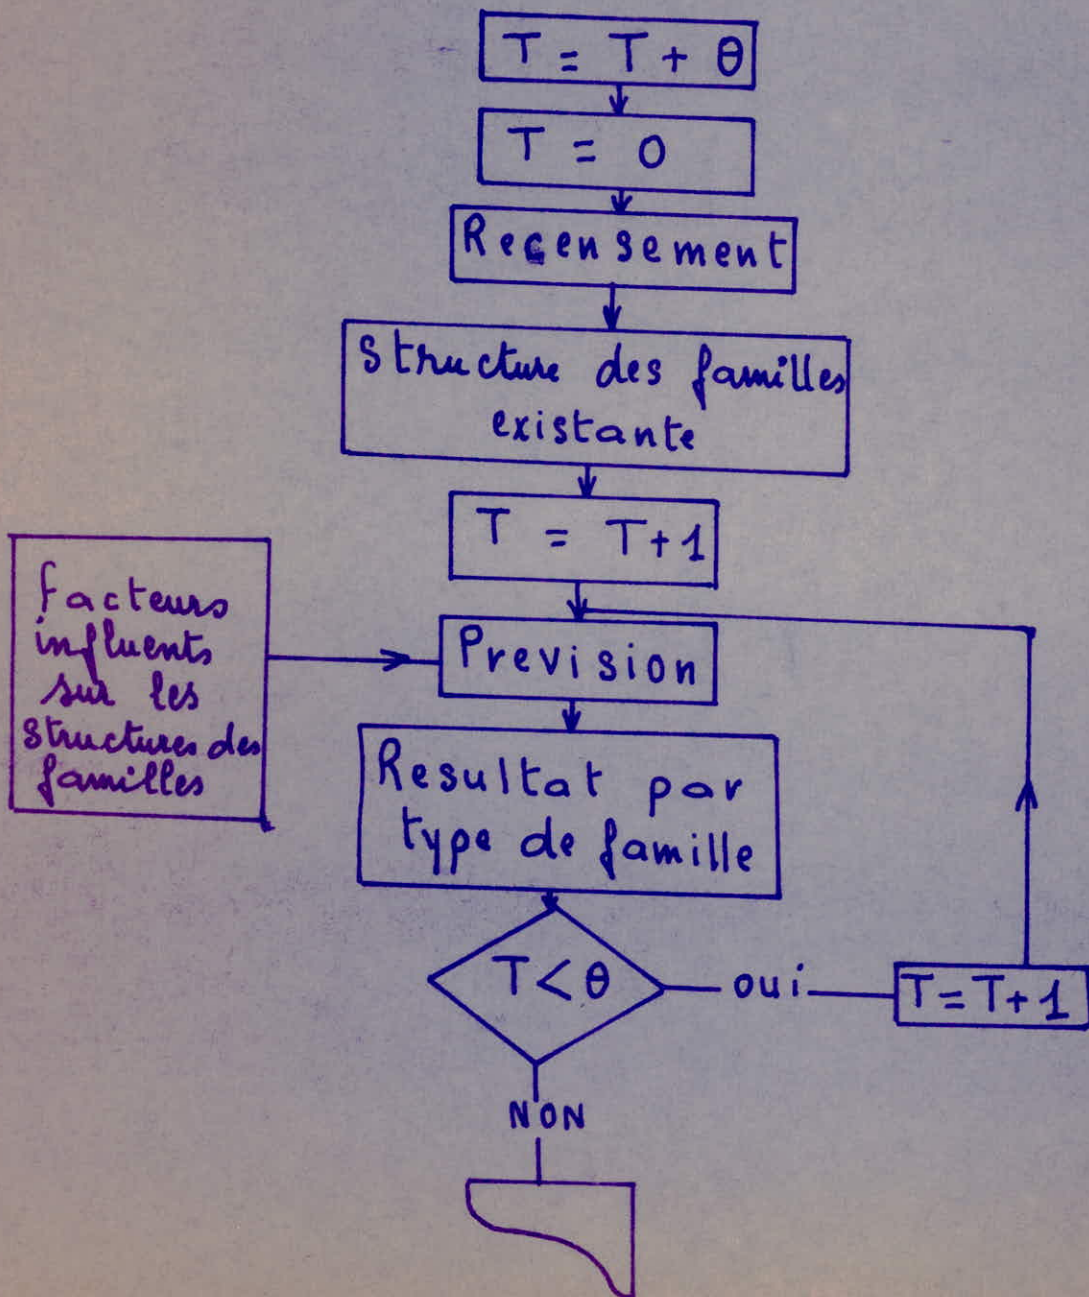 T = T + θ
T = 0
Recensement
Structure des familles
existante
T = T+1
facteurs
influents
sur les
structures des
familles
Prevision
Resultat par
type de famille
T < θ
oui
T = T+1
NON